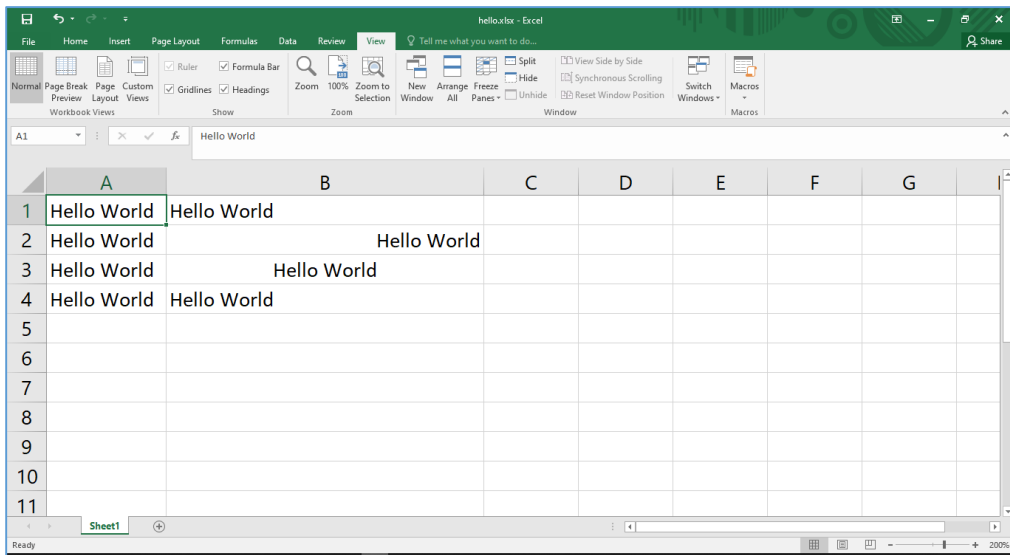 hello.xlsx - Excel
File Home Insert Page Layout Formulas Data Review View Tell me what you want to do... Share
Normal Page Break Preview Page Layout Custom Views
Workbook Views
Ruler Formula Bar
Gridlines Headings
Show
Zoom 100% Zoom to Selection
Zoom
New Window Arrange All Freeze Panes
Split
Hide
Unhide
View Side by Side
Synchronous Scrolling
Reset Window Position
Switch Windows
Window
Macros
Macros
A1 fx Hello World
A B C D E F G
1 Hello World Hello World
2 Hello World Hello World
3 Hello World Hello World
4 Hello World Hello World
5
6
7
8
9
10
11
Sheet1
Ready 200%